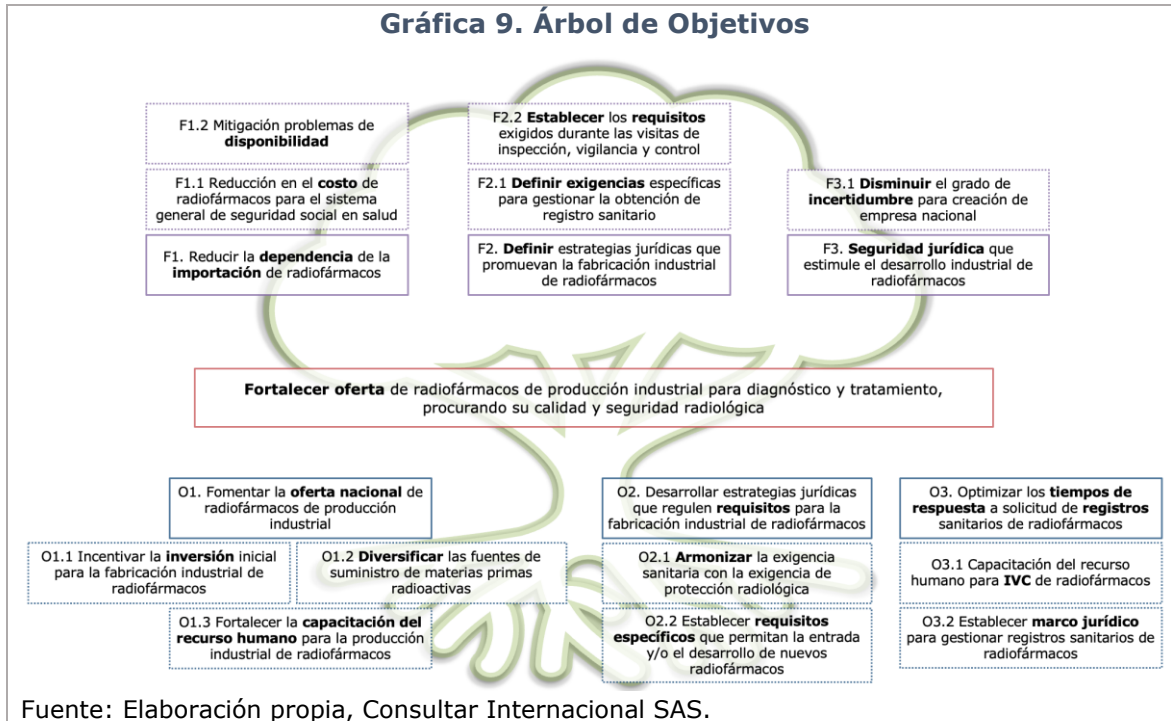 Gráfica 9. Árbol de Objetivos
F1.2 Mitigación problemas de
disponibilidad
F1.1 Reducción en el costo de
radiofármacos para el sistema
general de seguridad social en salud
F1. Reducir la dependencia de la
importación de radiofármacos
F2.2 Establecer los requisitos
exigidos durante las visitas de
inspección, vigilancia y control
F2.1 Definir exigencias específicas
para gestionar la obtención de
registro sanitario
F2. Definir estrategias jurídicas que
promuevan la fabricación industrial
de radiofármacos
F3.1 Disminuir el grado de
incertidumbre para creación de
empresa nacional
F3. Seguridad jurídica que
estimule el desarrollo industrial de
radiofármacos
Fortalecer oferta de radiofármacos de producción industrial para diagnóstico y tratamiento,
procurando su calidad y seguridad radiológica
O1. Fomentar la oferta nacional de
radiofármacos de producción
industrial
O1.1 Incentivar la inversión inicial
para la fabricación industrial de
radiofármacos
O1.2 Diversificar las fuentes de
suministro de materias primas
radioactivas
O1.3 Fortalecer la capacitación del
recurso humano para la producción
industrial de radiofármacos
O2. Desarrollar estrategias jurídicas
que regulen requisitos para la
fabricación industrial de radiofármacos
O2.1 Armonizar la exigencia
sanitaria con la exigencia de
protección radiológica
O2.2 Establecer requisitos
específicos que permitan la entrada
y/o el desarrollo de nuevos
radiofármacos
O3. Optimizar los tiempos de
respuesta a solicitud de registros
sanitarios de radiofármacos
O3.1 Capacitación del recurso
humano para IVC de radiofármacos
O3.2 Establecer marco jurídico
para gestionar registros sanitarios de
radiofármacos
Fuente: Elaboración propia, Consultar Internacional SAS.